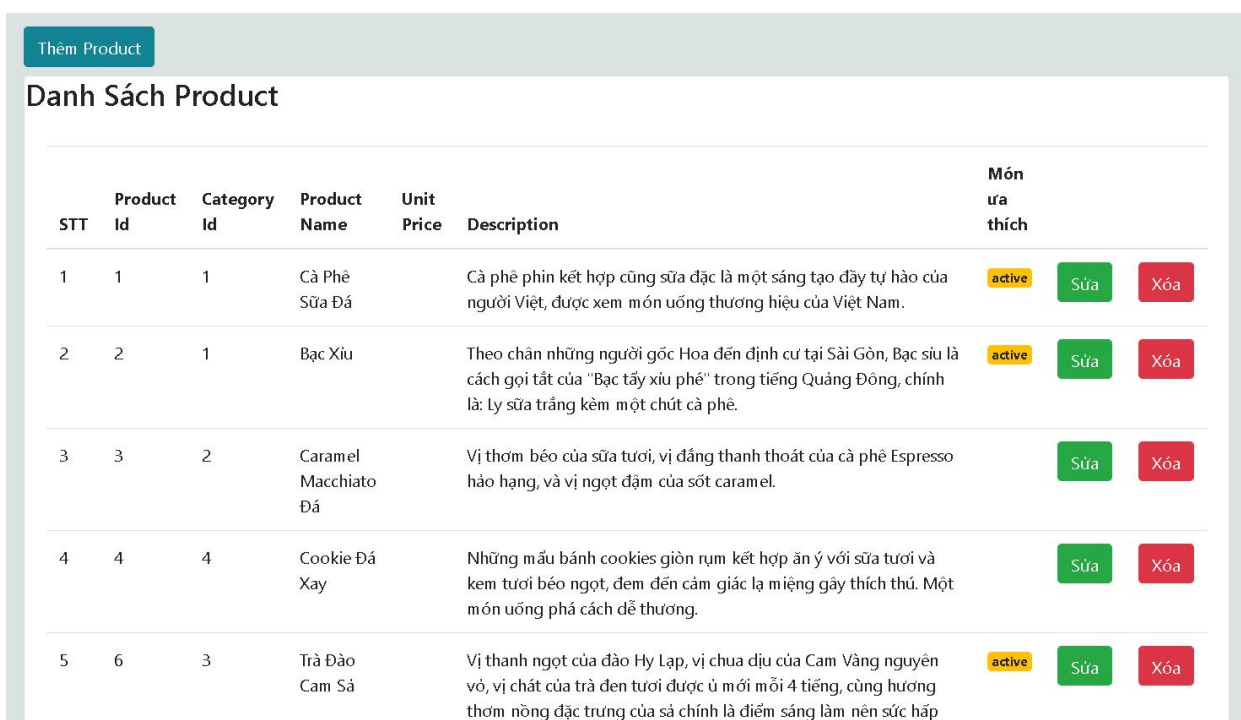 Thêm Product
Danh Sách Product
STT Product Id Category Id Product Name Unit Price Description Món ưa thích
1 1 1 Cà Phê Sữa Đá Cà phê phin kết hợp cũng sữa đặc là một sáng tạo đầy tự hào của người Việt, được xem món uống thương hiệu của Việt Nam. active Sửa Xóa
2 2 1 Bạc Xỉu Theo chân những người gốc Hoa đến định cư tại Sài Gòn, Bạc sỉu là cách gọi tắt của "Bạc tẩy xỉu phé" trong tiếng Quảng Đông, chính là: Ly sữa trắng kèm một chút cà phê. active Sửa Xóa
3 3 2 Caramel Macchiato Đá Vị thơm béo của sữa tươi, vị đắng thanh thoát của cà phê Espresso hảo hạng, và vị ngọt đậm của sốt caramel. Sửa Xóa
4 4 4 Cookie Đá Xay Những mẩu bánh cookies giòn rụm kết hợp ăn ý với sữa tươi và kem tươi béo ngọt, đem đến cảm giác lạ miệng gây thích thú. Một món uống phá cách dễ thương. Sửa Xóa
5 6 3 Trà Đào Cam Sả Vị thanh ngọt của đào Hy Lạp, vị chua dịu của Cam Vàng nguyên vỏ, vị chát của trà đen tươi được ủ mới mỗi 4 tiếng, cùng hương thơm nồng đặc trưng của sả chính là điểm sáng làm nên sức hấp active Sửa Xóa